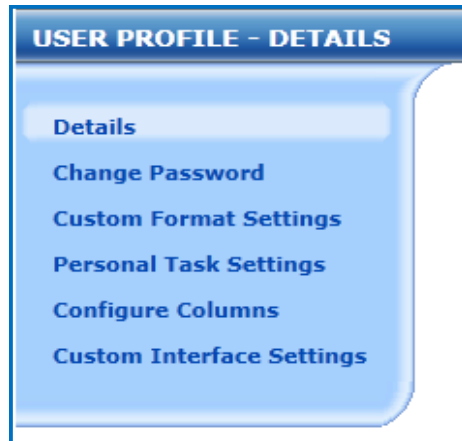 USER PROFILE - DETAILS
Details
Change Password
Custom Format Settings
Personal Task Settings
Configure Columns
Custom Interface Settings